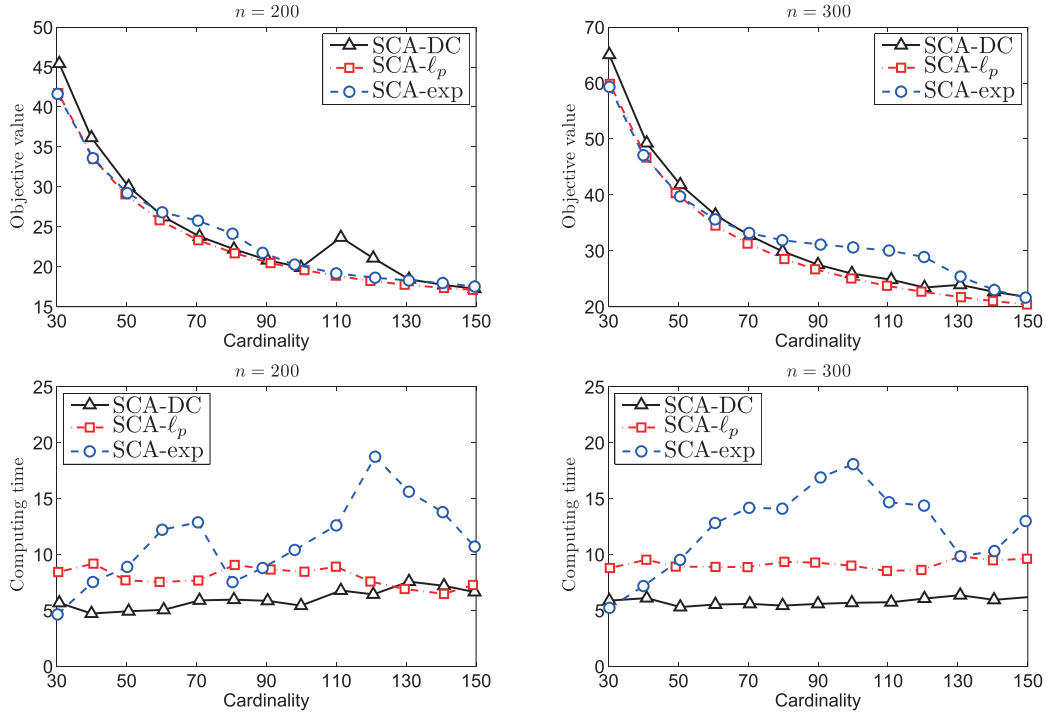 n = 200
50
45
40
35
30
25
20
15
Objective value
SCA-DC
SCA-ℓp
SCA-exp
30 50 70 90 110 130 150
Cardinality
n = 300
70
60
50
40
30
20
Objective value
SCA-DC
SCA-ℓp
SCA-exp
30 50 70 90 110 130 150
Cardinality
n = 200
25
20
15
10
5
0
Computing time
SCA-DC
SCA-ℓp
SCA-exp
30 50 70 90 110 130 150
Cardinality
n = 300
25
20
15
10
5
0
Computing time
SCA-DC
SCA-ℓp
SCA-exp
30 50 70 90 110 130 150
Cardinality